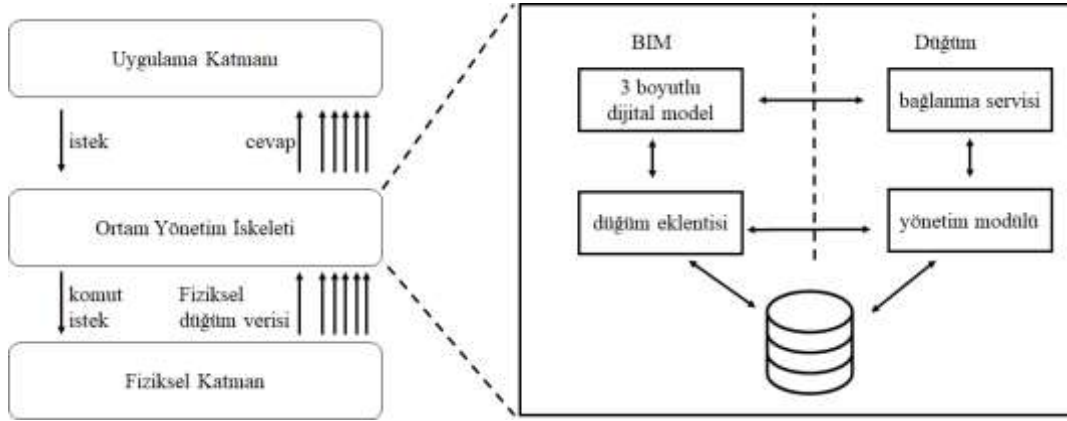 Uygulama Katmanı
istek
cevap
Ortam Yönetim İskeleti
komut
istek
Fiziksel
düğüm verisi
Fiziksel Katman
BIM
Düğüm
3 boyutlu
dijital model
bağlanma servisi
düğüm eklentisi
yönetim modülü